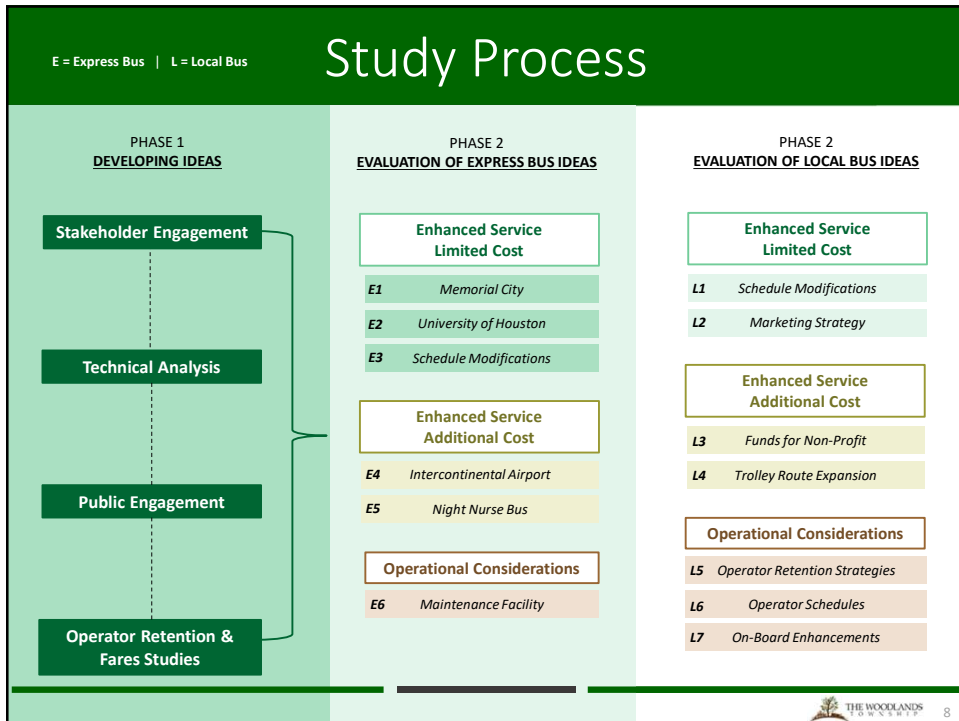 E = Express Bus | L = Local Bus
Study Process
PHASE 1
DEVELOPING IDEAS
Stakeholder Engagement
Technical Analysis
Public Engagement
Operator Retention &
Fares Studies
PHASE 2
EVALUATION OF EXPRESS BUS IDEAS
Enhanced Service
Limited Cost
E1 Memorial City
E2 University of Houston
E3 Schedule Modifications
Enhanced Service
Additional Cost
E4 Intercontinental Airport
E5 Night Nurse Bus
Operational Considerations
E6 Maintenance Facility
PHASE 2
EVALUATION OF LOCAL BUS IDEAS
Enhanced Service
Limited Cost
L1 Schedule Modifications
L2 Marketing Strategy
Enhanced Service
Additional Cost
L3 Funds for Non-Profit
L4 Trolley Route Expansion
Operational Considerations
L5 Operator Retention Strategies
L6 Operator Schedules
L7 On-Board Enhancements
THE WOODLANDS
TOWNSHIP
8